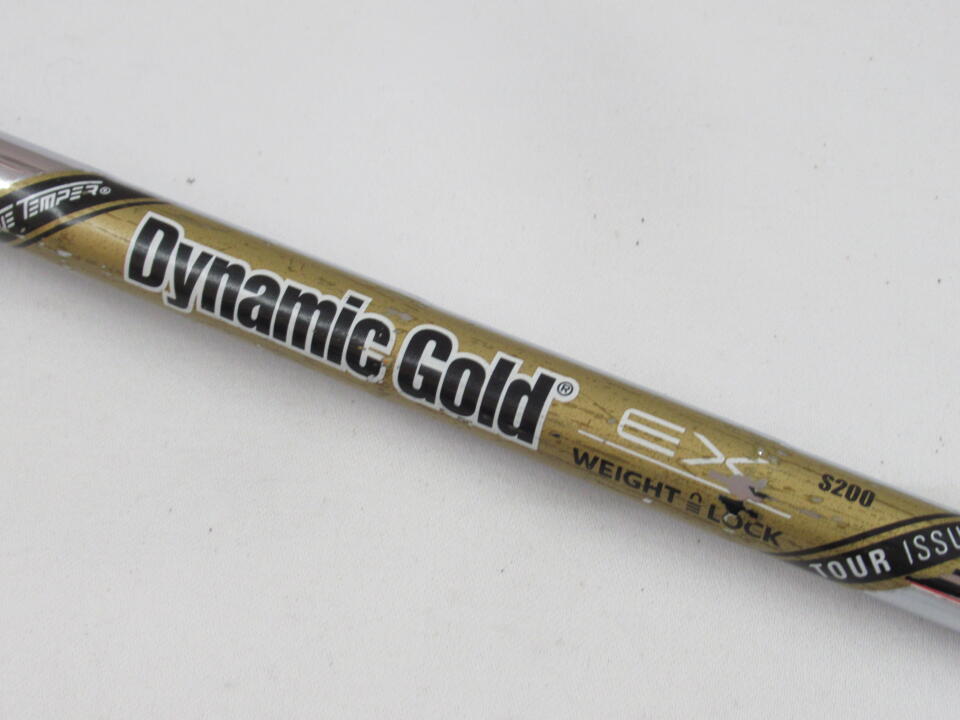 TEMPER®
Dynamic Gold®
EX
WEIGHT LOCK
S200
TOUR ISSU